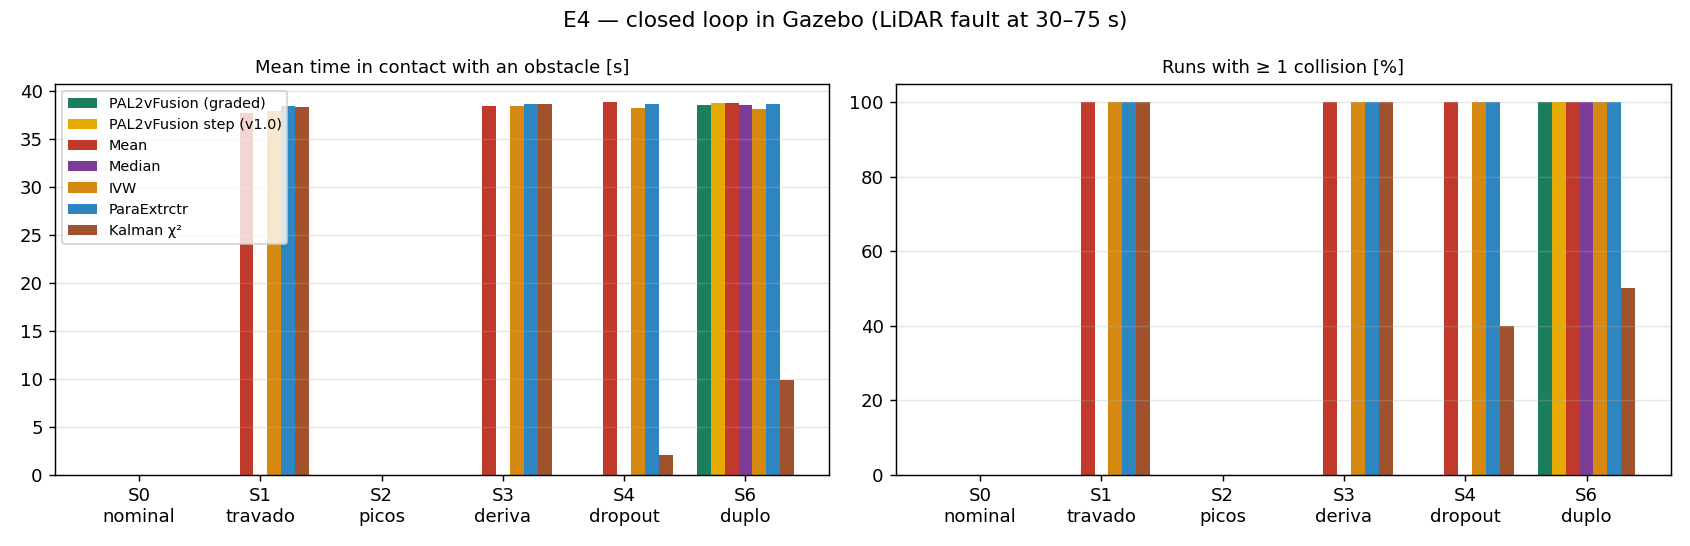 E4 — closed loop in Gazebo (LiDAR fault at 30–75 s)
Mean time in contact with an obstacle [s]
40
35
30
25
20
15
10
5
0
PAL2vFusion (graded)
PAL2vFusion step (v1.0)
Mean
Median
IVW
ParaExtrctr
Kalman χ²
S0
nominal
S1
travado
S2
picos
S3
deriva
S4
dropout
S6
duplo
Runs with ≥ 1 collision [%]
100
80
60
40
20
0
S0
nominal
S1
travado
S2
picos
S3
deriva
S4
dropout
S6
duplo